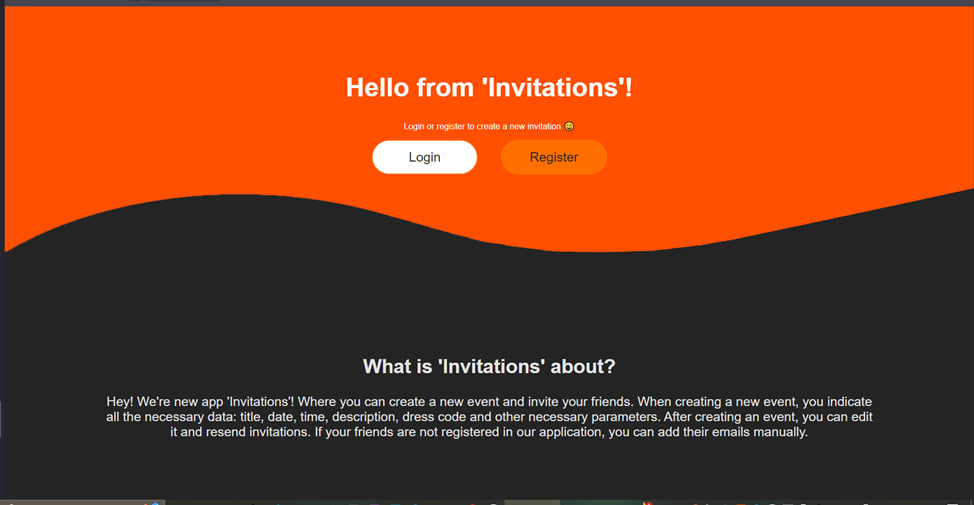 Hello from 'Invitations'!
Login or register to create a new invitation 😄
Login
Register
What is 'Invitations' about?
Hey! We're new app 'Invitations'! Where you can create a new event and invite your friends. When creating a new event, you indicate
all the necessary data: title, date, time, description, dress code and other necessary parameters. After creating an event, you can edit
it and resend invitations. If your friends are not registered in our application, you can add their emails manually.